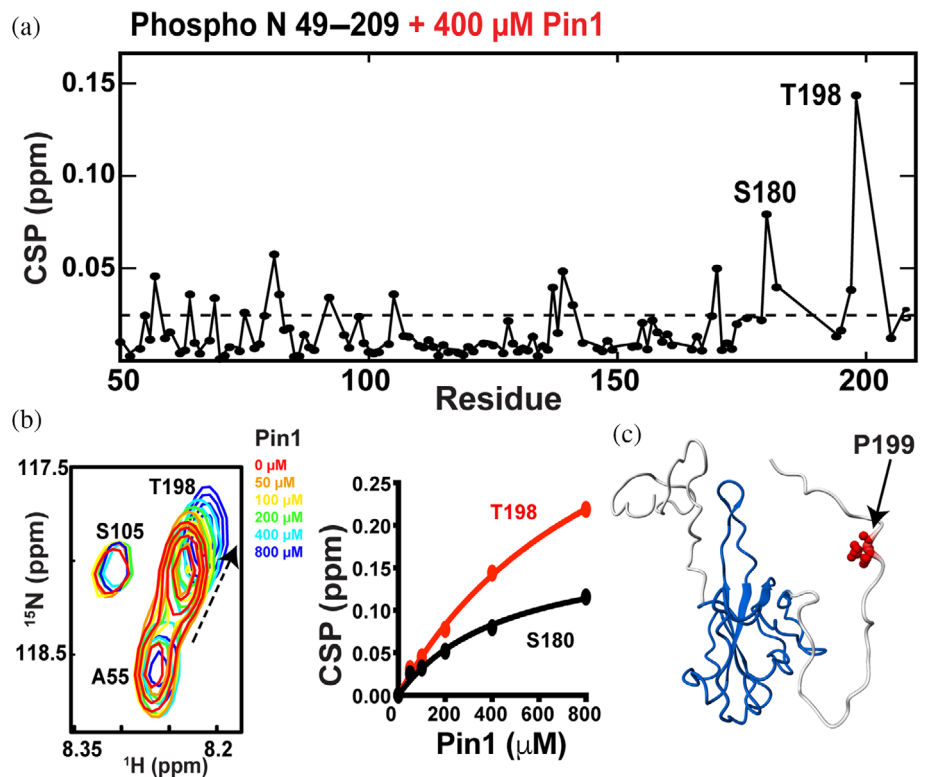 (a)
Phospho N 49–209 + 400 µM Pin1
CSP (ppm)
0.15
0.10
0.05
T198
S180
50
100
150
200
Residue
(b)
Pin1
0 µM
50 µM
100 µM
200 µM
400 µM
800 µM
117.5
118.5
15N (ppm)
T198
S105
A55
8.35
8.2
1H (ppm)
CSP (ppm)
0.25
0.20
0.15
0.10
0.05
0.00
T198
S180
0
200
400
600
800
Pin1 (µM)
(c)
P199